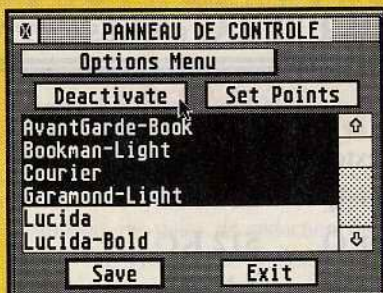 PANNEAU DE CONTROLE
Options Menu
Deactivate Set Points
AvantGarde-Book
Bookman-Light
Courier
Garamond-Light
Lucida
Lucida-Bold
Save Exit